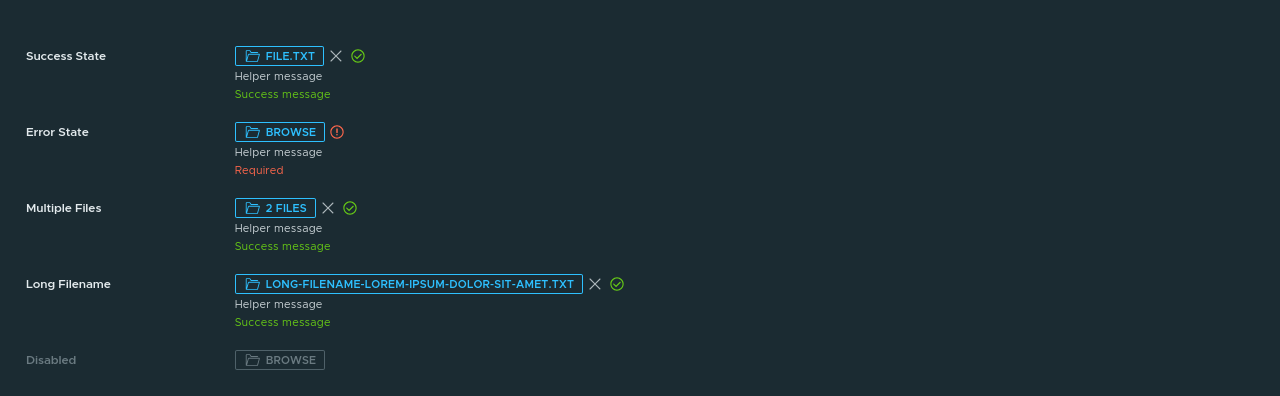 Success State FILE.TXT
Helper message
Success message
Error State BROWSE
Helper message
Required
Multiple Files 2 FILES
Helper message
Success message
Long Filename LONG-FILENAME-LOREM-IPSUM-DOLOR-SIT-AMET.TXT
Helper message
Success message
Disabled BROWSE